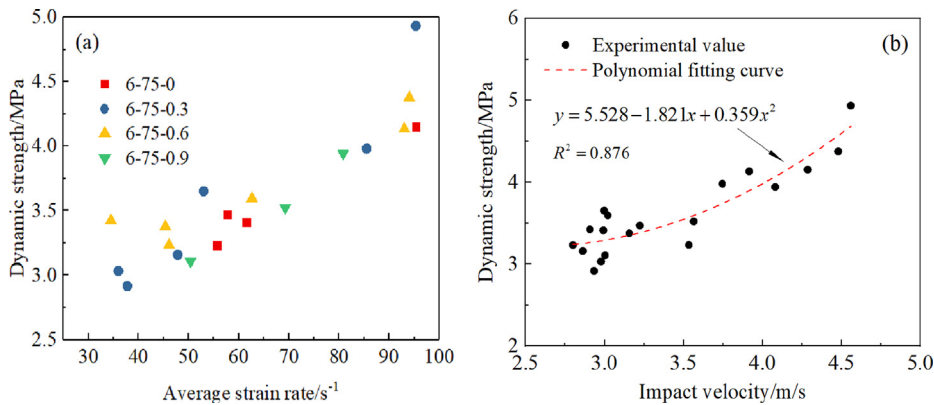 (a)
5.0
4.5
4.0
3.5
3.0
2.5
Dynamic strength/MPa
6-75-0
6-75-0.3
6-75-0.6
6-75-0.9
30 40 50 60 70 80 90 100
Average strain rate/s⁻¹
(b)
6
5
4
3
2
Dynamic strength/MPa
Experimental value
Polynomial fitting curve
y = 5.528−1.821x+0.359x²
R² = 0.876
2.5 3.0 3.5 4.0 4.5 5.0
Impact velocity/m/s